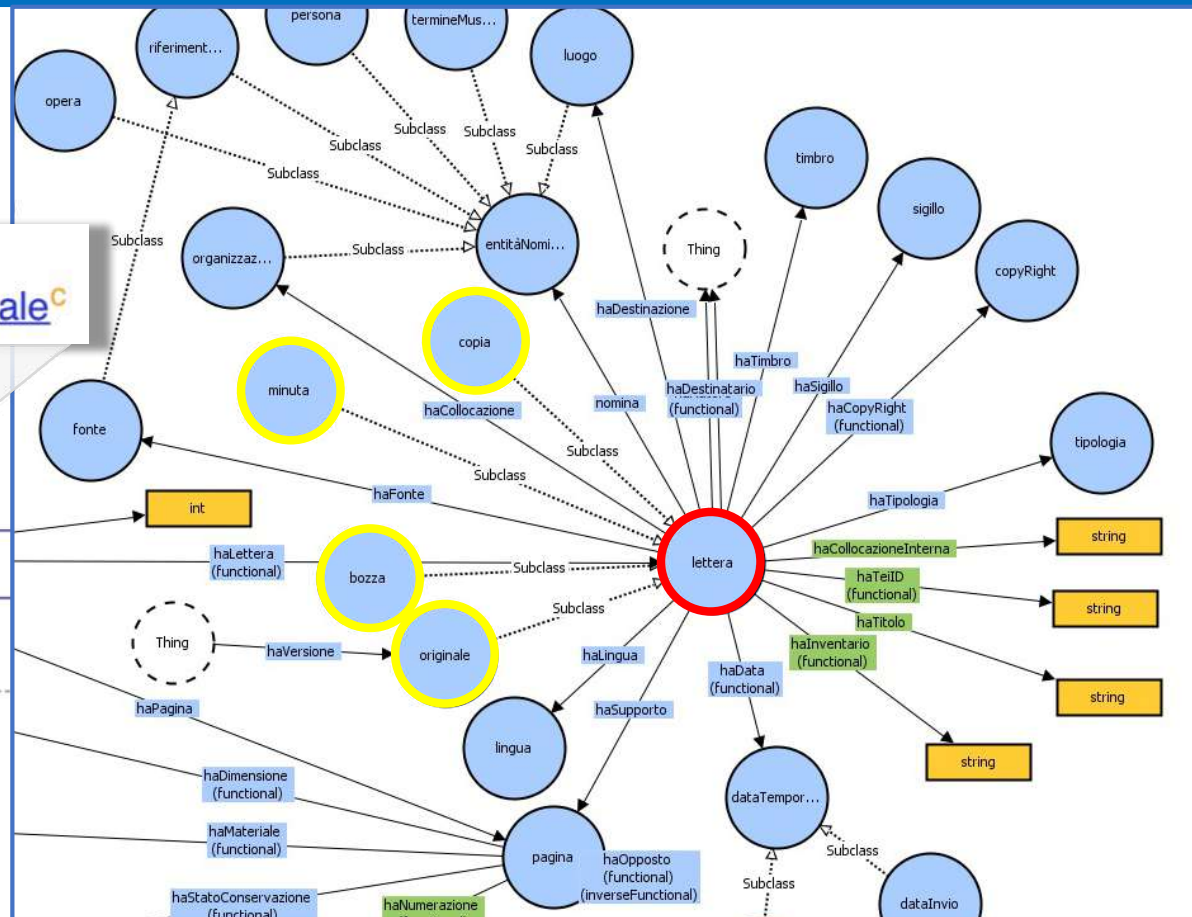 persona
termineMus...
riferiment...
luogo
opera
Subclass
Subclass
Subclass
Subclass
Subclass
timbro
sigillo
Subclass
organizzaz...
Subclass
entitàNomi...
Thing
copyRight
ale
c
haDestinazione
copia
minuta
haTimbro
haDestinatario
(functional)
haSigillo
haCollocazione
nomina
haCopyRight
(functional)
fonte
tipologia
Subclass
Subclass
haFonte
haTipologia
int
string
haCollocazioneInterna
haLettera
(functional)
bozza
Subclass
lettera
haTeiID
(functional)
string
Subclass
haTitolo
Thing
haVersione
originale
haLingua
haInventario
(functional)
haData
(functional)
string
haPagina
haSupporto
lingua
string
haDimensione
(functional)
dataTempor...
haMateriale
(functional)
pagina
haOpposto
(functional)
(inverseFunctional)
Subclass
Subclass
haStatoConservazione
(functional)
haNumerazione
dataInvio